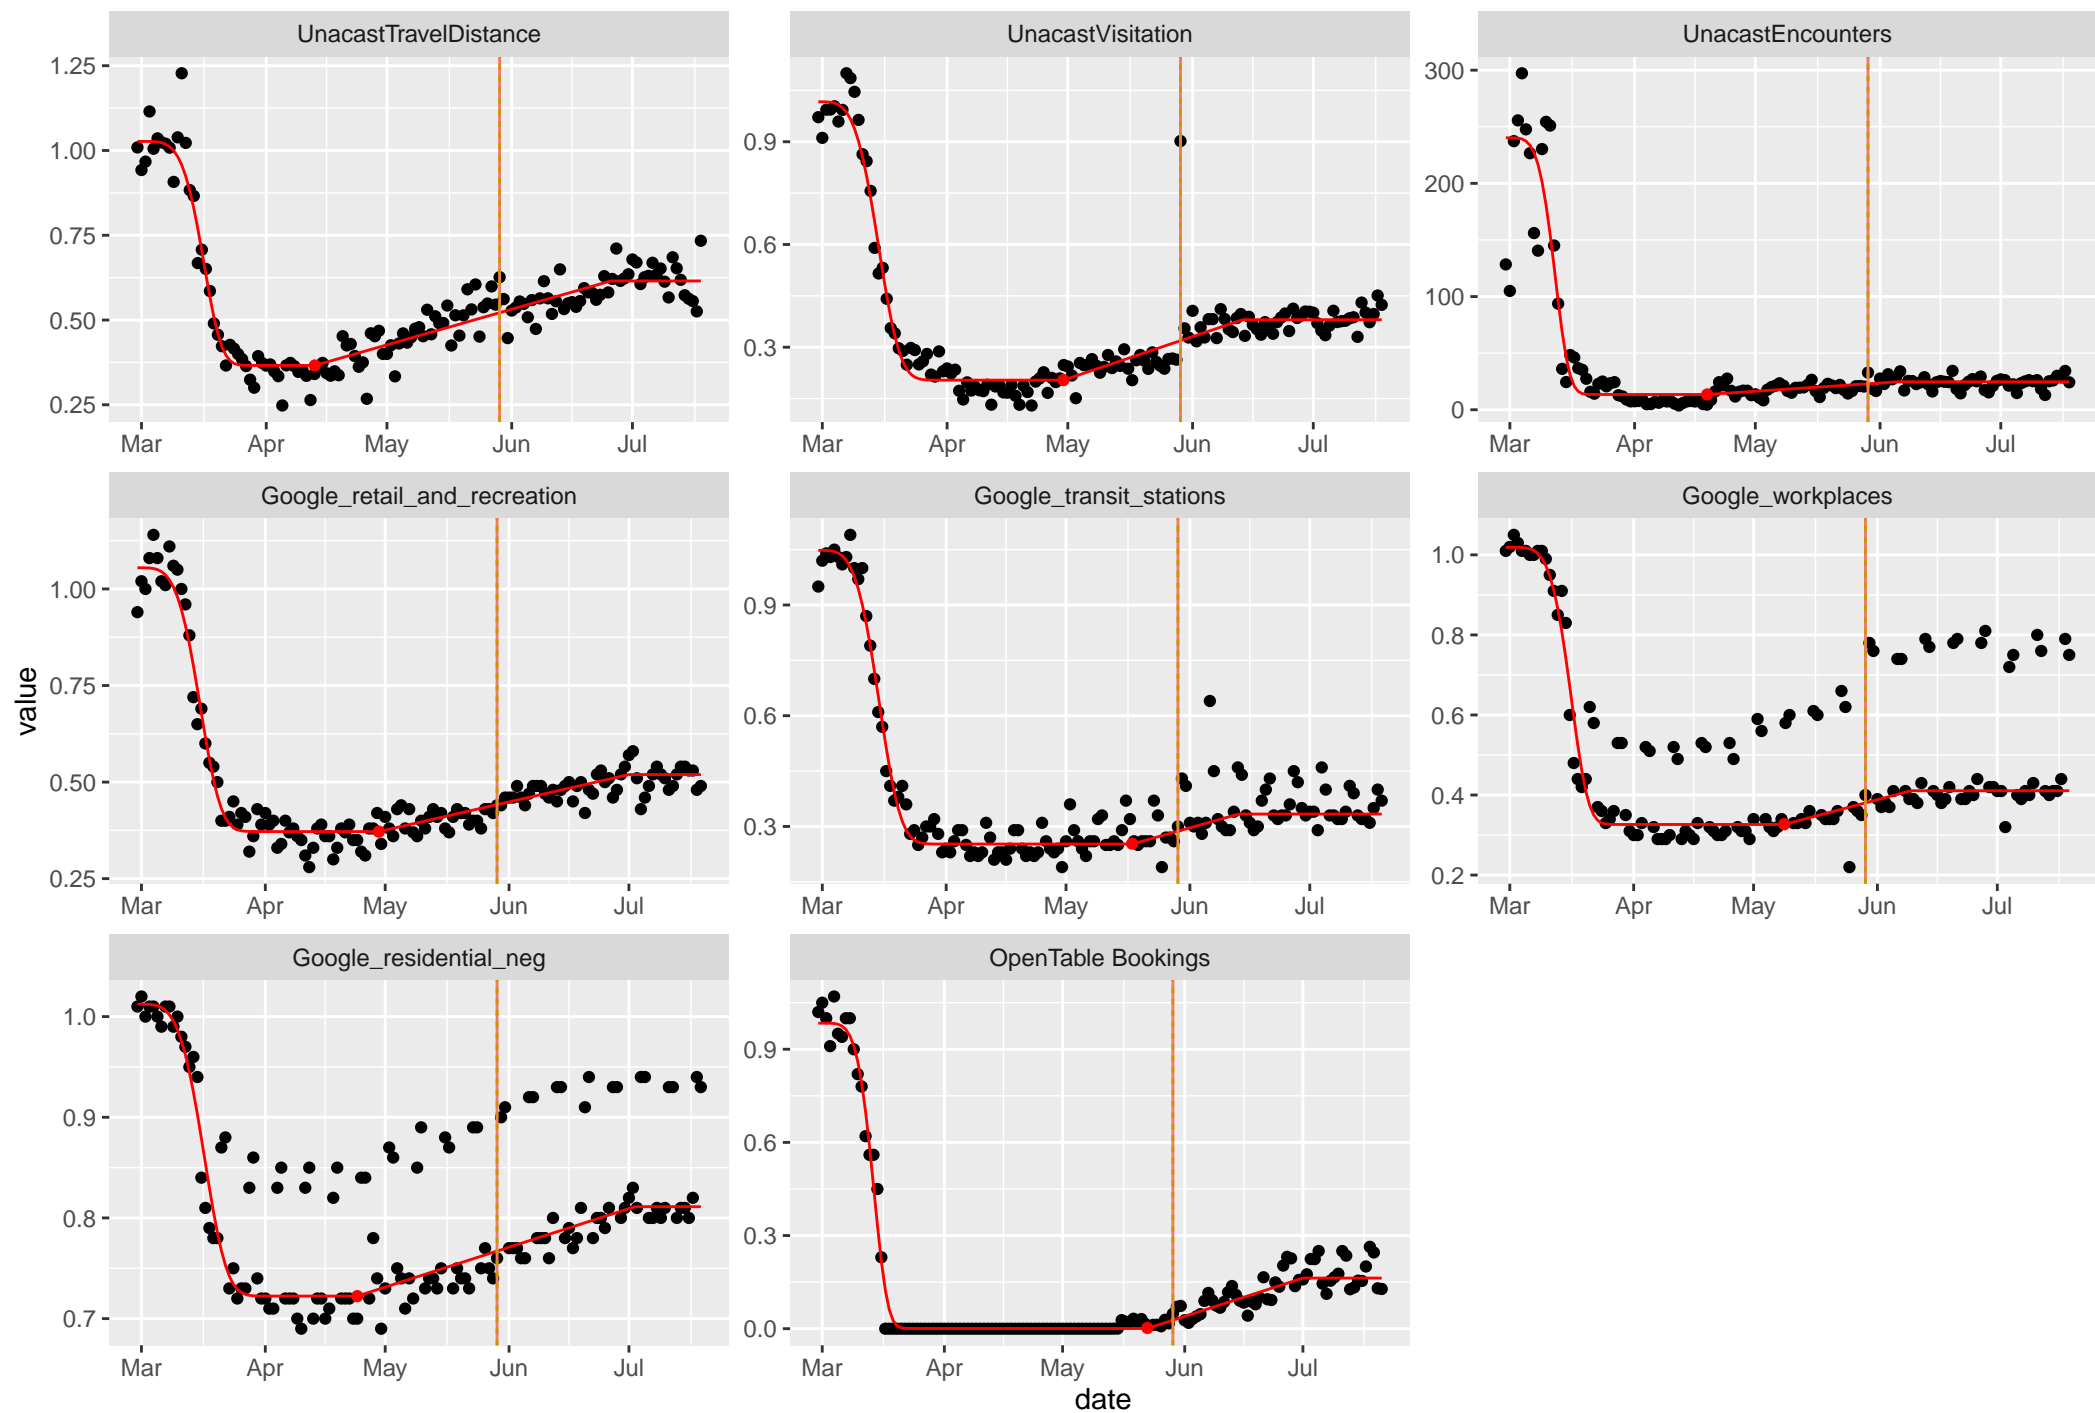 UnacastTravelDistance UnacastVisitation UnacastEncounters
1.25
1.00
0.75
0.50
0.25
Mar Apr May Jun Jul
0.9
0.6
0.3
Mar Apr May Jun Jul
300
200
100
0
Mar Apr May Jun Jul
Google_retail_and_recreation Google_transit_stations Google_workplaces
value
1.00
0.75
0.50
0.25
Mar Apr May Jun Jul
0.9
0.6
0.3
Mar Apr May Jun Jul
1.0
0.8
0.6
0.4
0.2
Mar Apr May Jun Jul
Google_residential_neg OpenTable Bookings
1.0
0.9
0.8
0.7
Mar Apr May Jun Jul
0.9
0.6
0.3
0.0
Mar Apr May Jun Jul
date